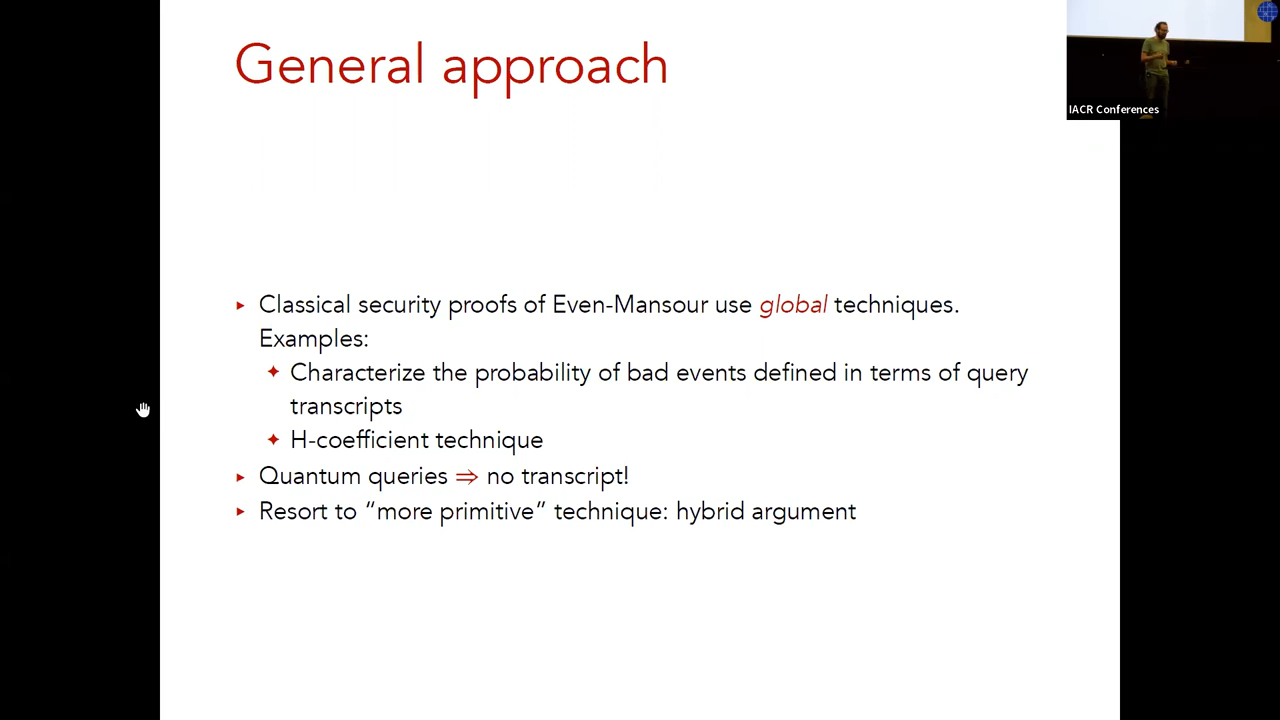 General approach
IACR Conferences
▸ Classical security proofs of Even-Mansour use global techniques.
Examples:
✦ Characterize the probability of bad events defined in terms of query
transcripts
✦ H-coefficient technique
▸ Quantum queries ⇒ no transcript!
▸ Resort to “more primitive” technique: hybrid argument